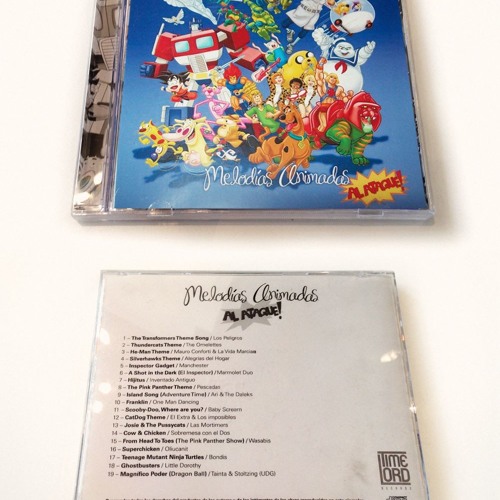 Melodías Animadas
AL ATAQUE!
Melodías Animadas
AL ATAQUE!
1 – The Transformers Theme Song / Los Peligros
2 – Thundercats Theme / The Omelettes
3 – He-Man Theme / Mauro Conforti & La Vida Marciana
4 – Silverhawks Theme / Alegrías del Hogar
5 – Inspector Gadget / Manchester
6 – A Shot in the Dark (El Inspector) / Marmolet Duo
7 – Hijitus / Inventado Antiguo
8 – The Pink Panther Theme / Pescadas
9 – Island Song (Adventure Time) / Ari & The Daleks
10 – Franklin / One Man Dancing
11 – Scooby-Doo, Where are you? / Baby Scream
12 – CatDog Theme / El Extra & Los imposibles
13 – Josie & The Pussycats / Las Mortimers
14 – Cow & Chicken / Sobremesa con el Dos
15 – From Head To Toes (The Pink Panther Show) / Wasabis
16 – Superchicken / Olucanit
17 – Teenage Mutant Ninja Turtles / Bondis
18 – Ghostbusters / Little Dorothy
19 – Magnífico Poder (Dragon Ball) / Tainta & Stoltzing (UDG)
TIME
LORD
RECORDS